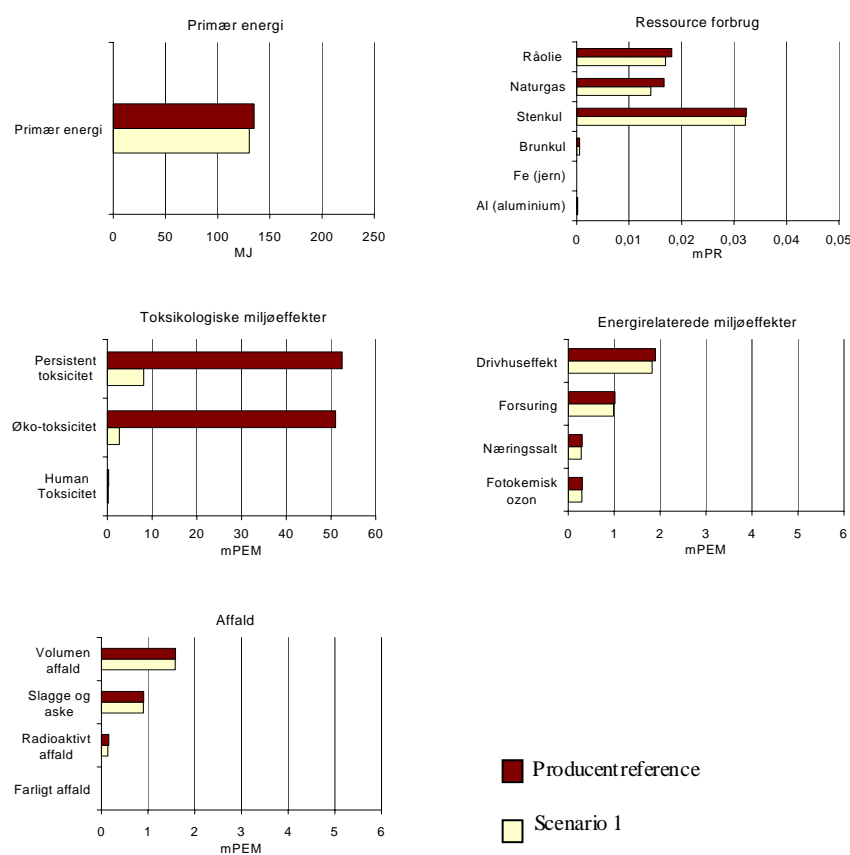 Primær energi
Primær energi
0 50 100 150 200 250
MJ
Ressource forbrug
Råolie
Naturgas
Stenkul
Brunkul
Fe (jern)
Al (aluminium)
0 0,01 0,02 0,03 0,04 0,05
mPR
Toksikologiske miljøeffekter
Persistent
toksicitet
Øko-toksicitet
Human
Toksicitet
0 10 20 30 40 50 60
mPEM
Energirelaterede miljøeffekter
Drivhuseffekt
Forsuring
Næringssalt
Fotokemisk
ozon
0 1 2 3 4 5 6
mPEM
Affald
Volumen
affald
Slagge og
aske
Radioaktivt
affald
Farligt affald
0 1 2 3 4 5 6
mPEM
Producentreference
Scenario 1